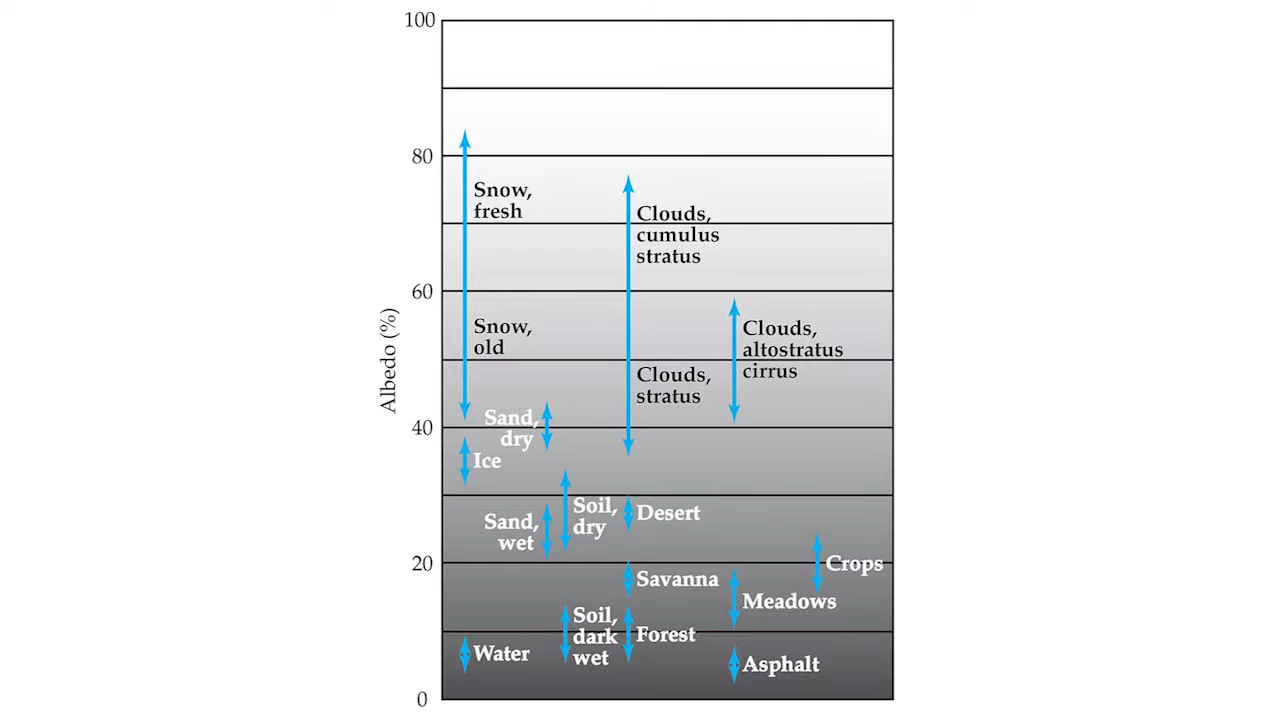 100
80
60
40
20
0
Albedo (%)
Snow,
fresh
Clouds,
cumulus
stratus
Snow,
old
Clouds,
altostratus
cirrus
Clouds,
stratus
Sand,
dry
Ice
Sand,
wet
Soil,
dry
Desert
Crops
Savanna
Meadows
Soil,
dark
wet
Forest
Water
Asphalt